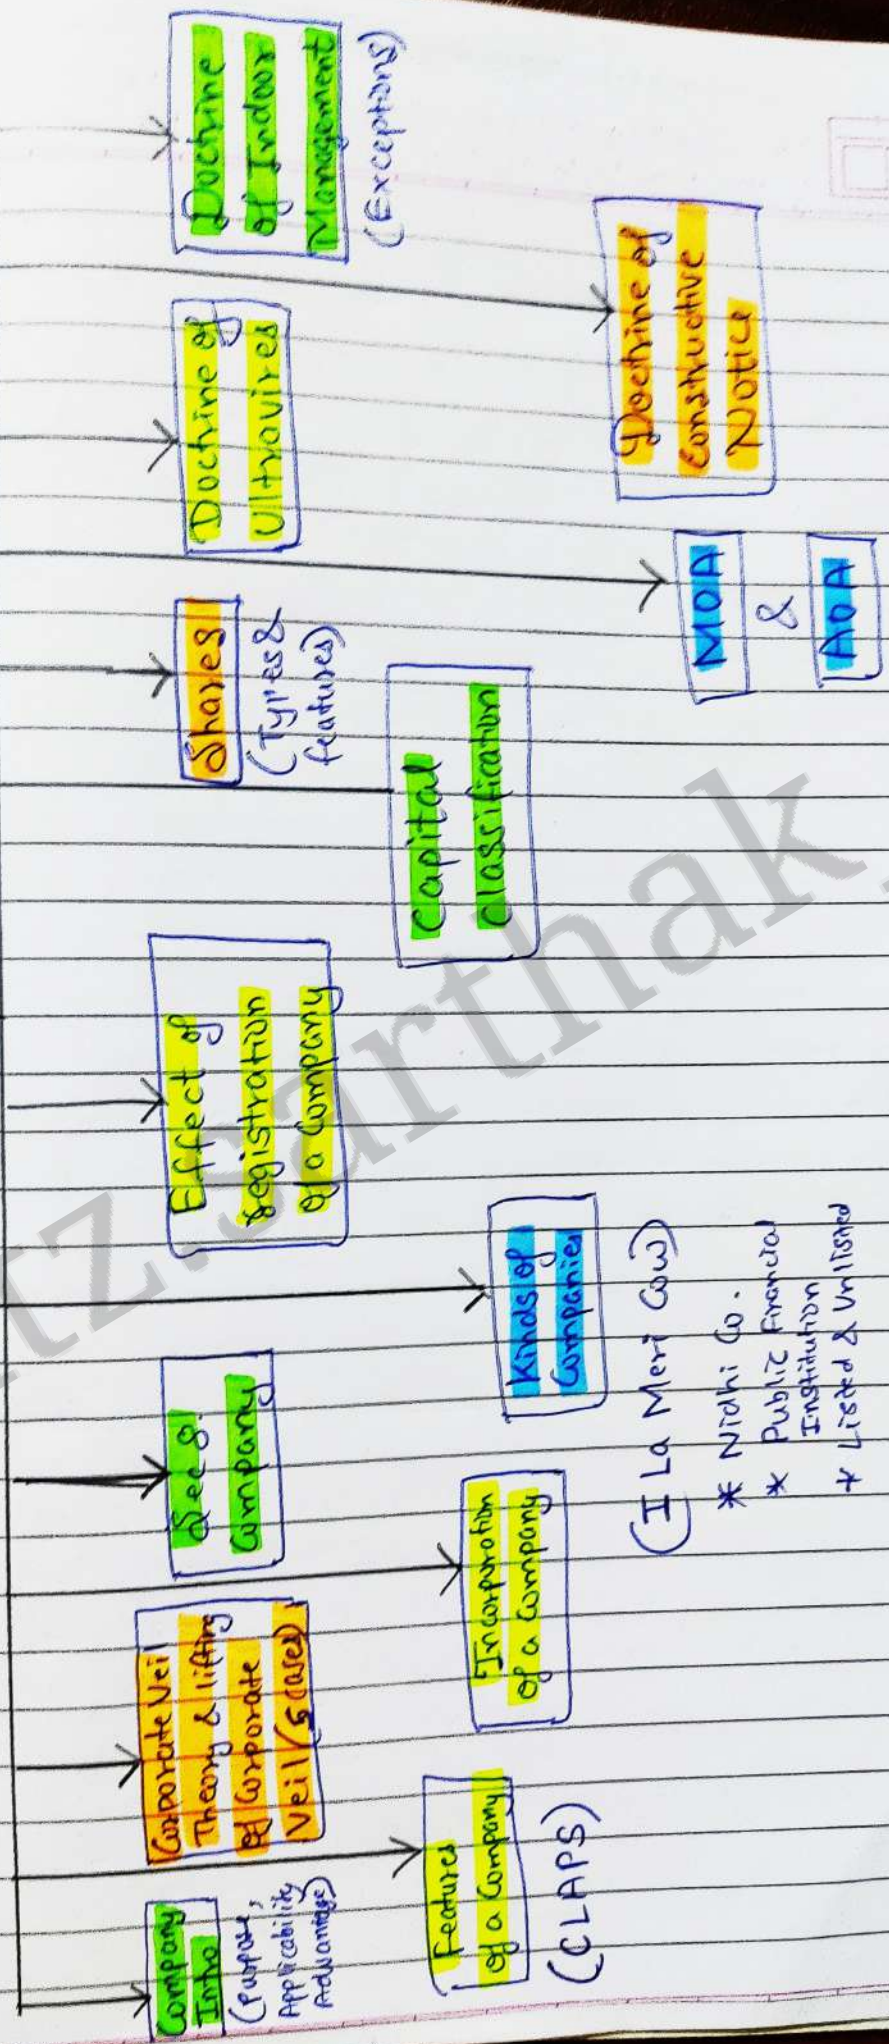 Company
Intro
(Purpose,
Applicability
Advantage)
Features
of a Company
(CLAPS)
Corporate Veil
Theory & lifting
of Corporate
Veil (5 cases)
Incorporation
of a Company
Sec 8
Company
Kinds of
Companies
(I La Meri Cow)
* Nidhi Co.
* Public Financial
Institution
* Listed & Unlisted
Effect of
Registration
of a Company
Capital
Classification
Shares
(Types &
features)
MOA
&
AOA
Doctrine of
Ultravires
Doctrine of
Constructive
Notice
Doctrine
of Indoor
Management
(Exceptions)
tz.sarthak_